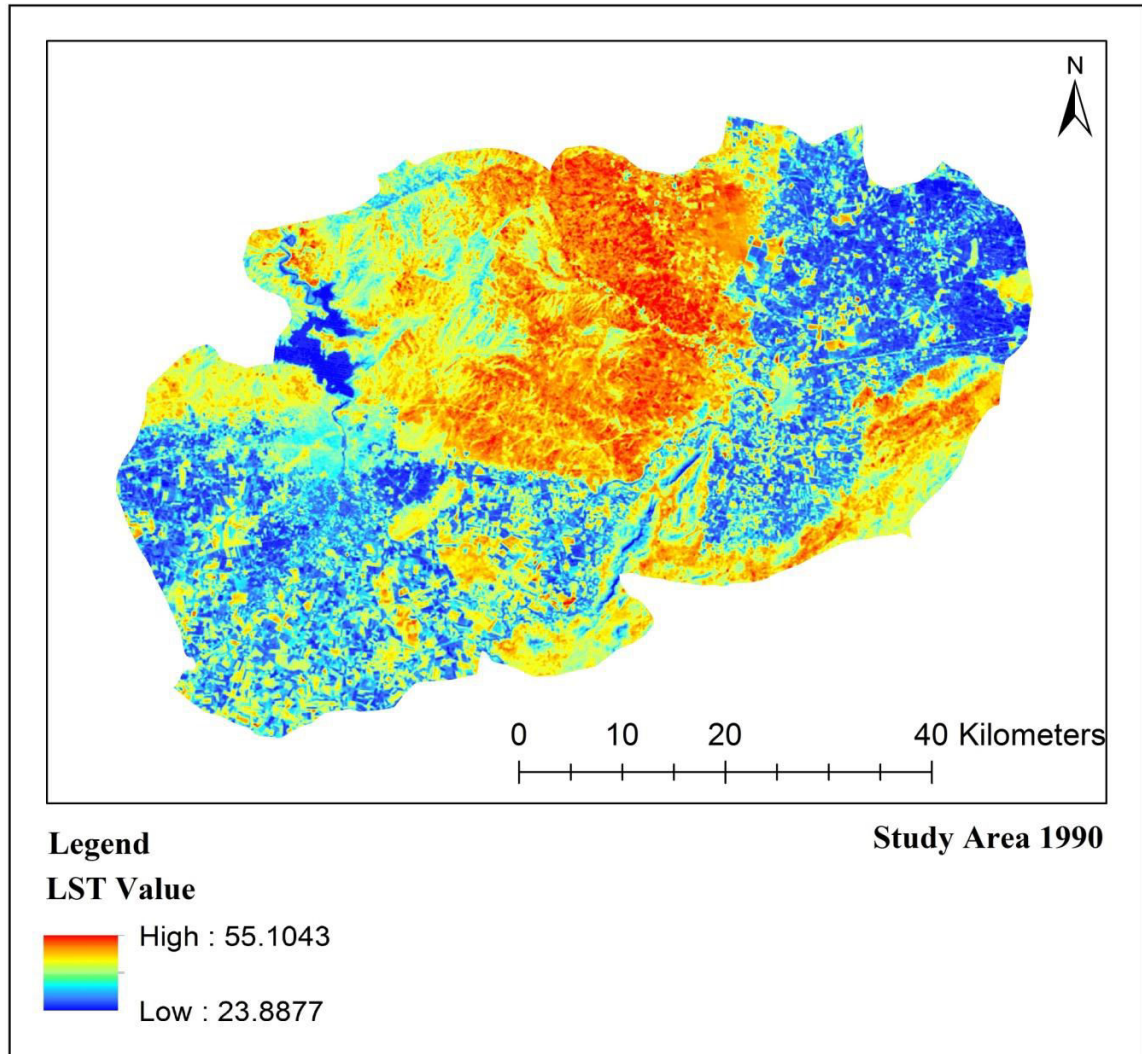 N
0 10 20 40 Kilometers
Study Area 1990
Legend
LST Value
High : 55.1043
Low : 23.8877